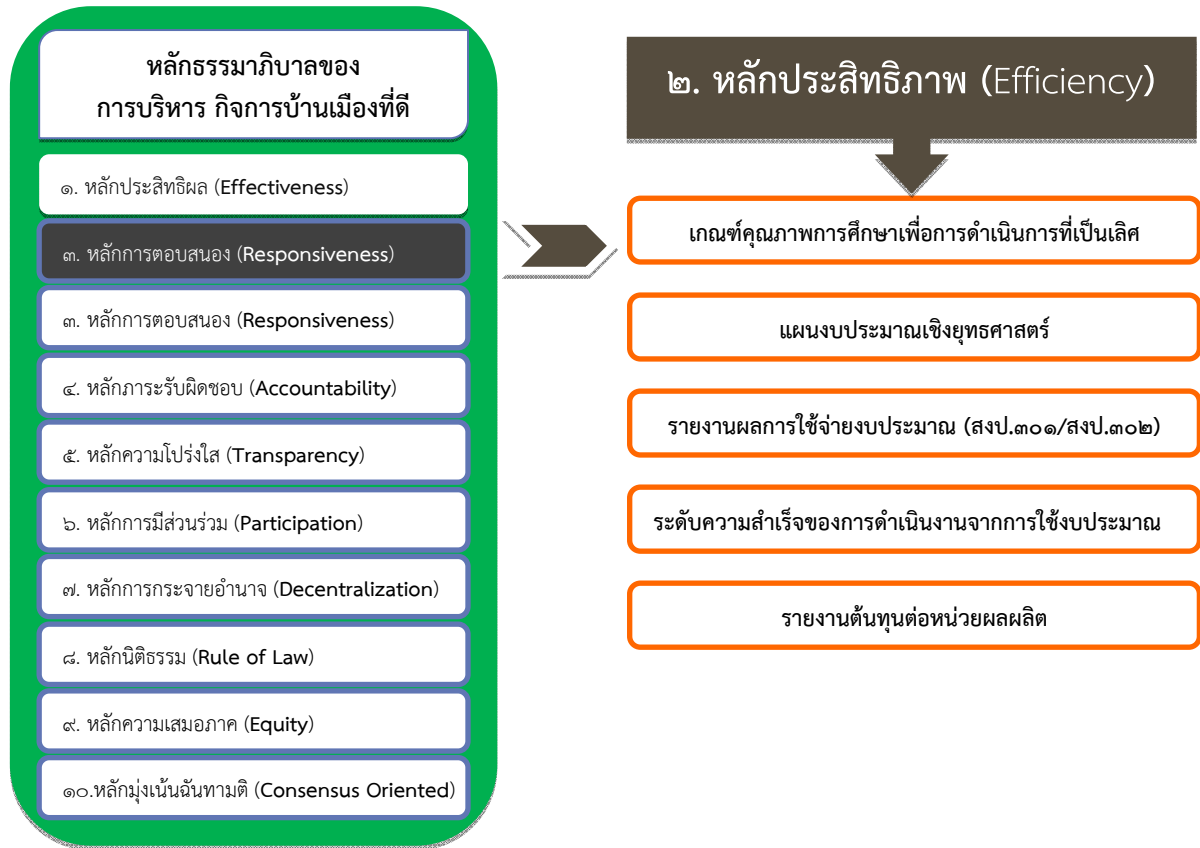 หลักธรรมาภิบาลของ
การบริหาร กิจการบ้านเมืองที่ดี
๑. หลักประสิทธิผล (Effectiveness)
๓. หลักการตอบสนอง (Responsiveness)
๓. หลักการตอบสนอง (Responsiveness)
๔. หลักภาระรับผิดชอบ (Accountability)
๕. หลักความโปร่งใส (Transparency)
๖. หลักการมีส่วนร่วม (Participation)
๗. หลักการกระจายอำนาจ (Decentralization)
๘. หลักนิติธรรม (Rule of Law)
๙. หลักความเสมอภาค (Equity)
๑๐.หลักมุ่งเน้นฉันทามติ (Consensus Oriented)
๒. หลักประสิทธิภาพ (Efficiency)
เกณฑ์คุณภาพการศึกษาเพื่อการดำเนินการที่เป็นเลิศ
แผนงบประมาณเชิงยุทธศาสตร์
รายงานผลการใช้จ่ายงบประมาณ (สงป.๓๐๑/สงป.๓๐๒)
ระดับความสำเร็จของการดำเนินงานจากการใช้งบประมาณ
รายงานต้นทุนต่อหน่วยผลผลิต